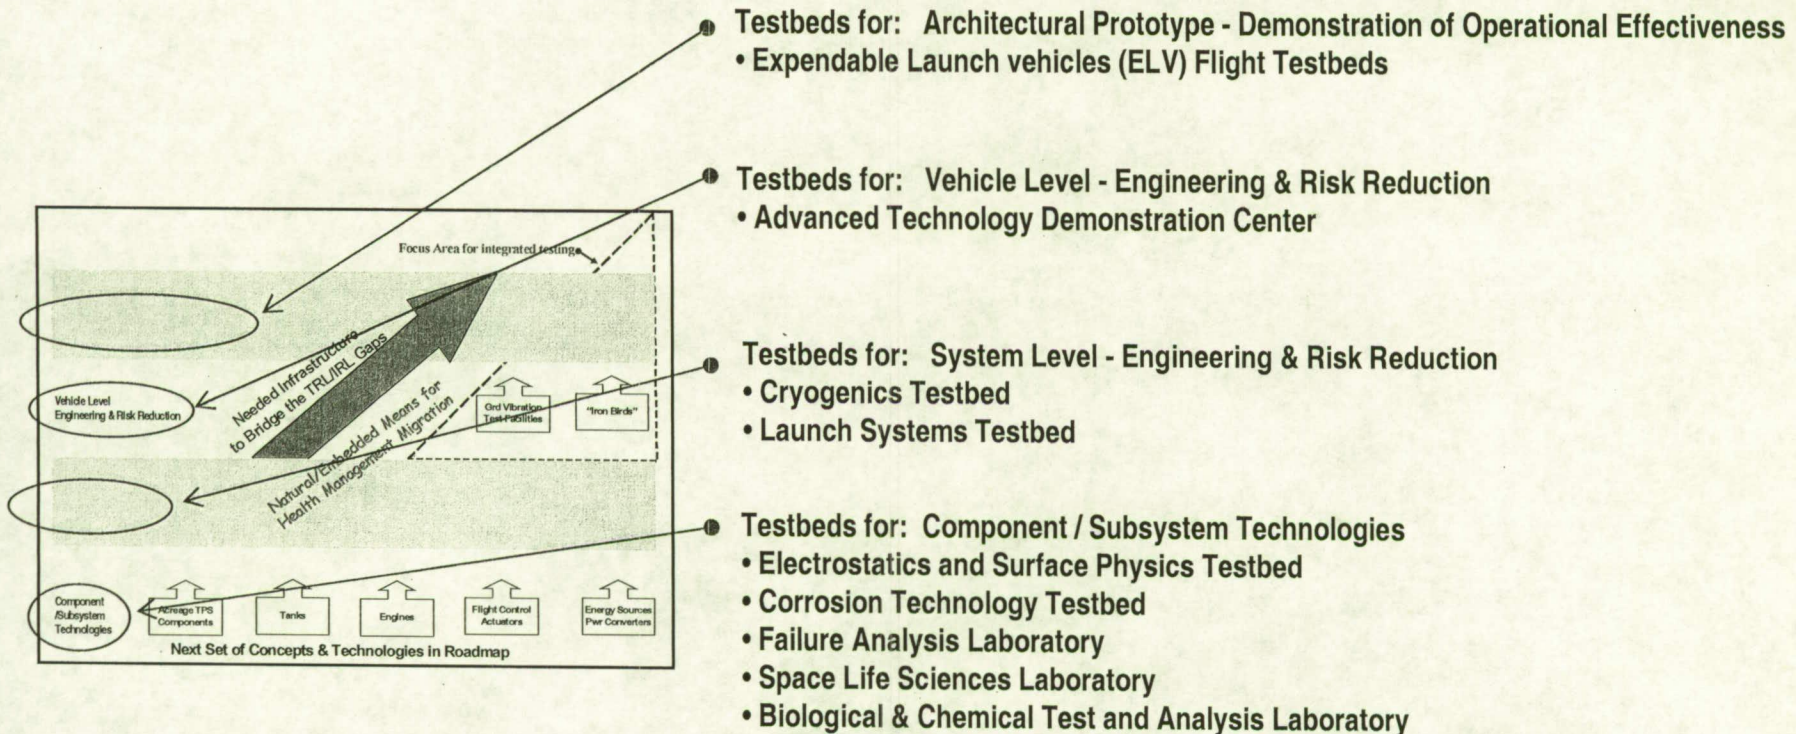 Testbeds for: Architectural Prototype - Demonstration of Operational Effectiveness
• Expendable Launch vehicles (ELV) Flight Testbeds
Testbeds for: Vehicle Level - Engineering & Risk Reduction
• Advanced Technology Demonstration Center
Testbeds for: System Level - Engineering & Risk Reduction
• Cryogenics Testbed
• Launch Systems Testbed
Testbeds for: Component / Subsystem Technologies
• Electrostatics and Surface Physics Testbed
• Corrosion Technology Testbed
• Failure Analysis Laboratory
• Space Life Sciences Laboratory
• Biological & Chemical Test and Analysis Laboratory
Focus Area for integrated testing
Needed Infrastructure
to Bridge the TRL/IRL Gaps
Natural/Embedded Means for
Health Management Migration
Vehicle Level
Engineering & Risk Reduction
Grd Vibration
Test Facilities
"Iron Birds"
Component
/Subsystem
Technologies
Acreage TPS
Components
Tanks
Engines
Flight Control
Actuators
Energy Sources
Pwr Converters
Next Set of Concepts & Technologies in Roadmap